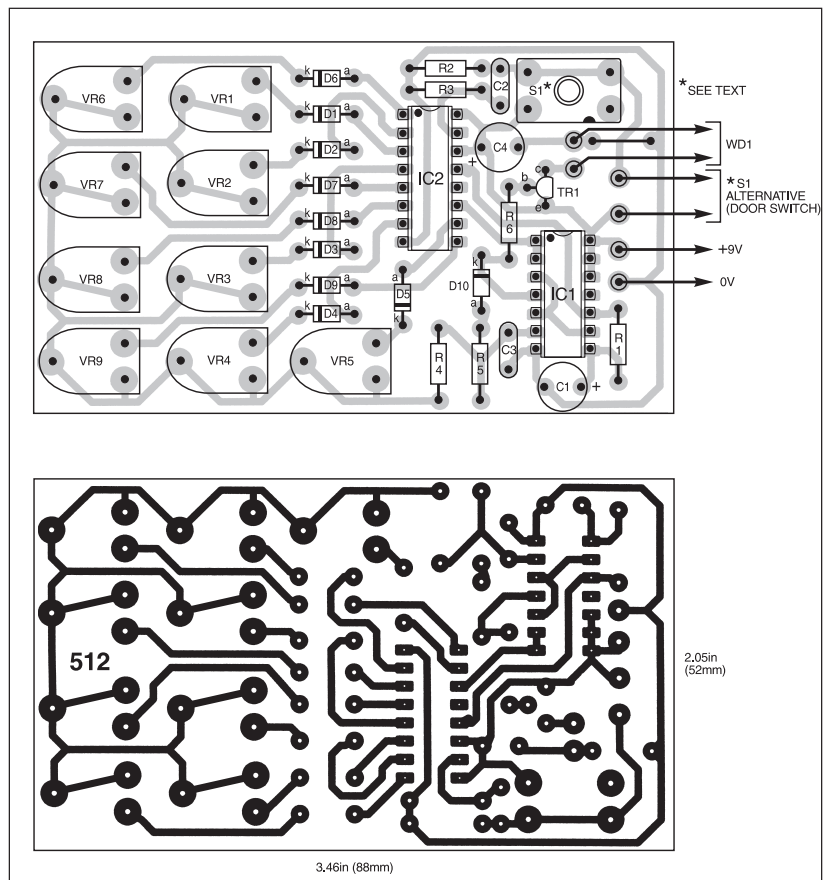 D6
k a
R2
R3
C2
S1*
*SEE TEXT
VR6
VR1
k a
D1
C4
+
WD1
k a
D2
IC2
c
b
e
TR1
*S1
ALTERNATIVE
(DOOR SWITCH)
VR7
VR2
k a
D7
R
6
k a
D8
+9V
k a
D3
k
D10
a
IC1
0V
VR8
VR3
k a
D9
a
D5
k
k a
D4
R
1
VR9
VR4
VR5
R
4
R
5
C3
C1
+
512
2.05in
(52mm)
3.46in (88mm)